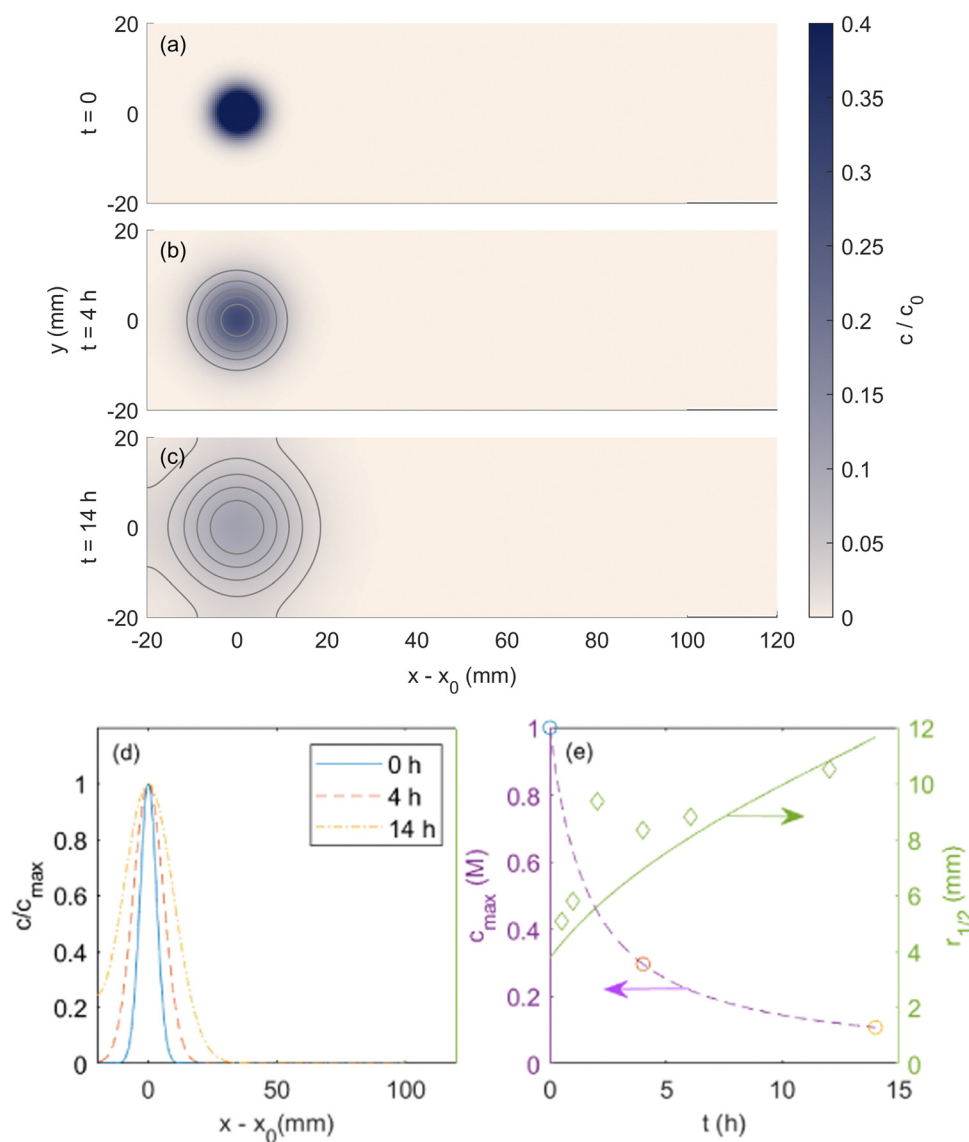 (a)
20
0
-20
t = 0
(b)
20
0
-20
y (mm)
t = 4 h
(c)
20
0
-20
t = 14 h
-20 0 20 40 60 80 100 120
x - x0 (mm)
0.4
0.35
0.3
0.25
0.2
0.15
0.1
0.05
0
c / c0
(d)
0 h
4 h
14 h
1
0.8
0.6
0.4
0.2
0
c/cmax
0 50 100
x - x0(mm)
(e)
1
0.8
0.6
0.4
0.2
0
cmax (M)
12
10
8
6
4
2
0
r1/2 (mm)
0 5 10 15
t (h)